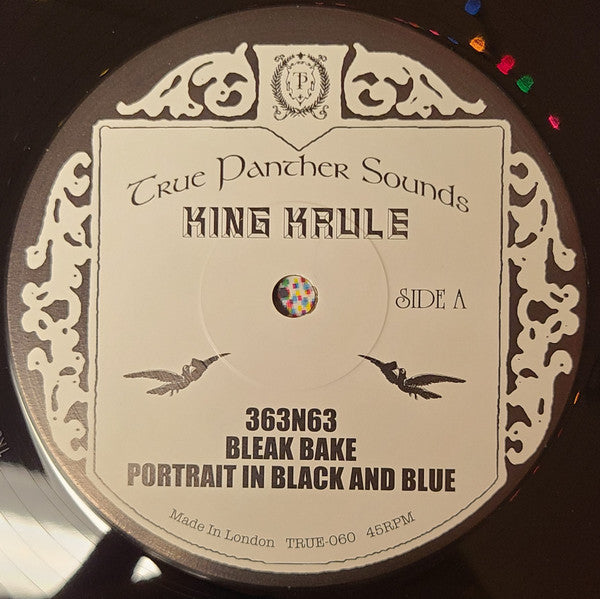 TP
True Panther Sounds
KING KRULE
SIDE A
363N63
BLEAK BAKE
PORTRAIT IN BLACK AND BLUE
Made In London TRUE-060 45RPM